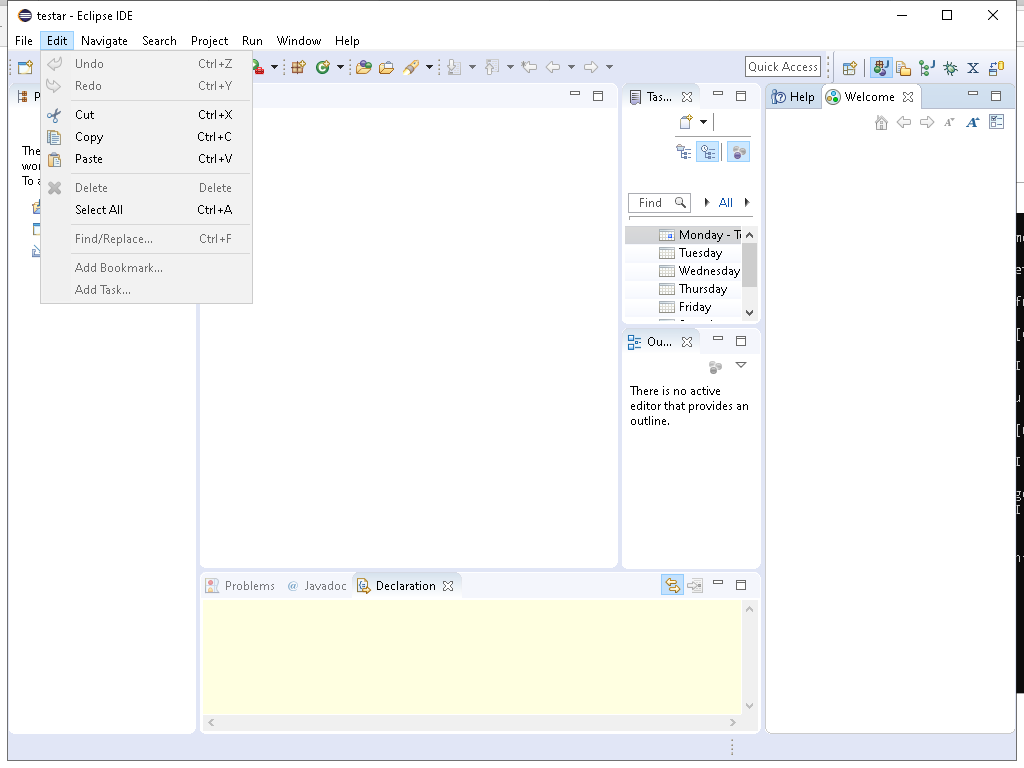 testar - Eclipse IDE
File Edit Navigate Search Project Run Window Help
Undo Ctrl+Z
Redo Ctrl+Y
Cut Ctrl+X
Copy Ctrl+C
Paste Ctrl+V
Delete Delete
Select All Ctrl+A
Find/Replace... Ctrl+F
Add Bookmark...
Add Task...
Quick Access
P
The
wor
To a
Tas...
Find All
Monday - To
Tuesday
Wednesday
Thursday
Friday
Ou...
There is no active
editor that provides an
outline.
Help Welcome
Problems @ Javadoc Declaration